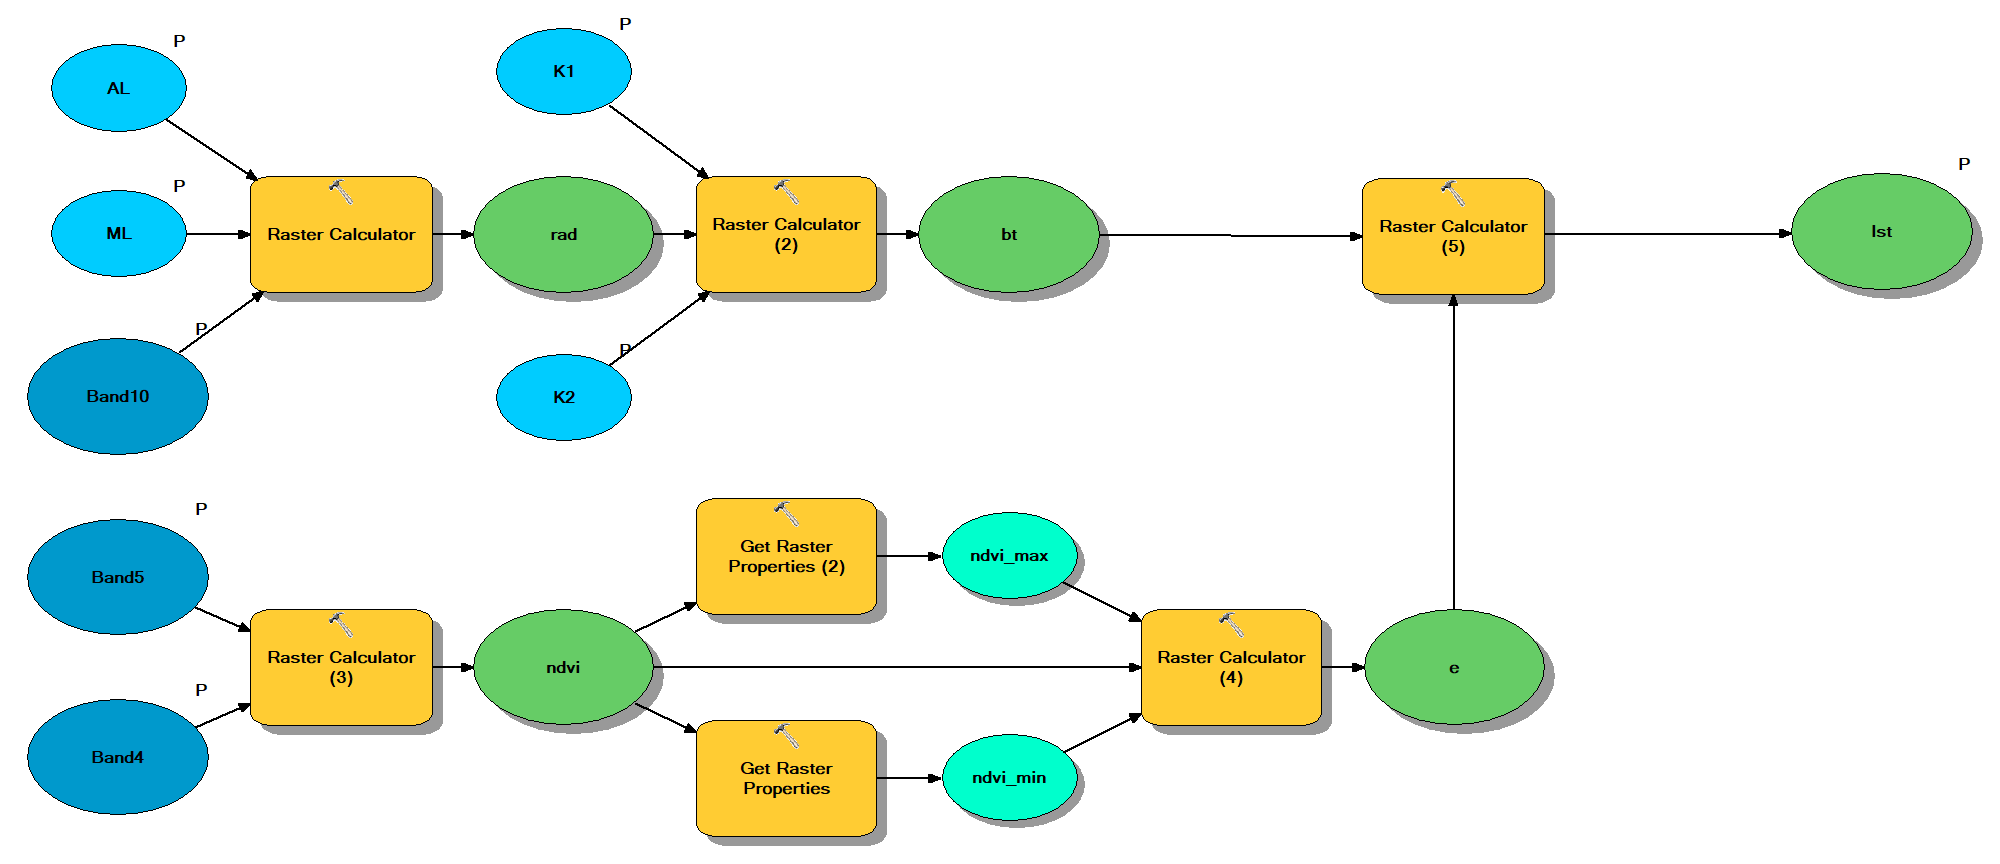 P
AL
P
ML
P
Band10
Raster Calculator
rad
P
K1
P
K2
Raster Calculator
(2)
bt
Raster Calculator
(5)
P
lst
P
Band5
P
Band4
Raster Calculator
(3)
ndvi
Get Raster
Properties (2)
ndvi_max
Get Raster
Properties
ndvi_min
Raster Calculator
(4)
e